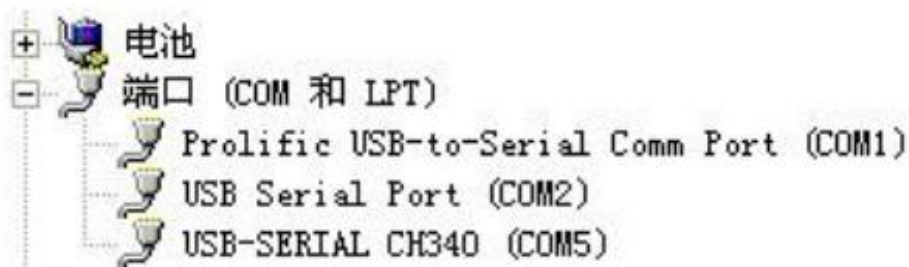 电池
端口 (COM 和 LPT)
Prolific USB-to-Serial Comm Port (COM1)
USB Serial Port (COM2)
USB-SERIAL CH340 (COM5)